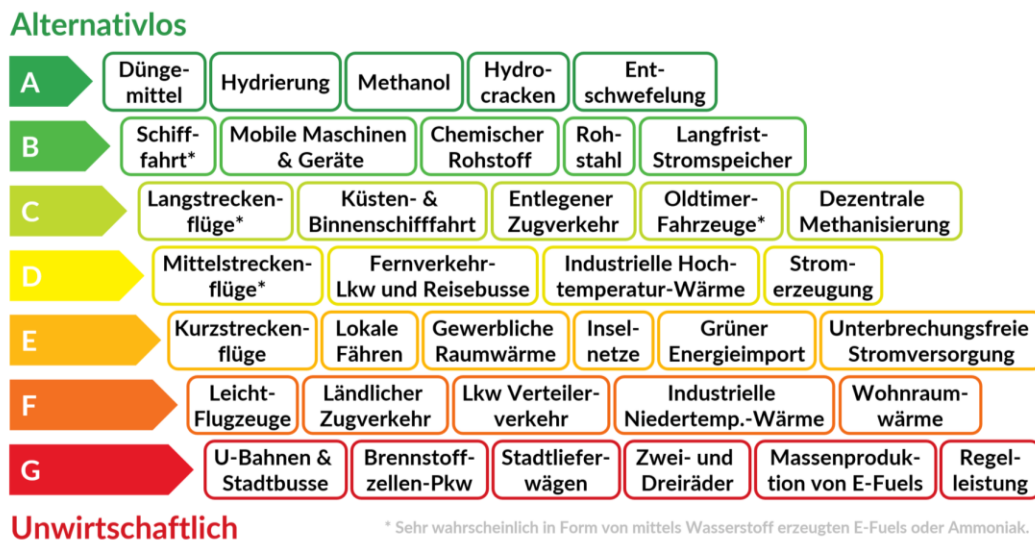 Alternativlos
A
Dünge-
mittel
Hydrierung
Methanol
Hydro-
cracken
Ent-
schwefelung
B
Schiff-
fahrt*
Mobile Maschinen
& Geräte
Chemischer
Rohstoff
Roh-
stahl
Langfrist-
Stromspeicher
C
Langstrecken-
flüge*
Küsten- &
Binnenschifffahrt
Entlegener
Zugverkehr
Oldtimer-
Fahrzeuge*
Dezentrale
Methanisierung
D
Mittelstrecken-
flüge*
Fernverkehr-
Lkw und Reisebusse
Industrielle Hoch-
temperatur-Wärme
Strom-
erzeugung
E
Kurzstrecken-
flüge
Lokale
Fähren
Gewerbliche
Raumwärme
Insel-
netze
Grüner
Energieimport
Unterbrechungsfreie
Stromversorgung
F
Leicht-
Flugzeuge
Ländlicher
Zugverkehr
Lkw Verteiler-
verkehr
Industrielle
Niedertemp.-Wärme
Wohnraum-
wärme
G
U-Bahnen &
Stadtbusse
Brennstoff-
zellen-Pkw
Stadtliefer-
wägen
Zwei- und
Dreiräder
Massenproduk-
tion von E-Fuels
Regel-
leistung
Unwirtschaftlich
* Sehr wahrscheinlich in Form von mittels Wasserstoff erzeugten E-Fuels oder Ammoniak.